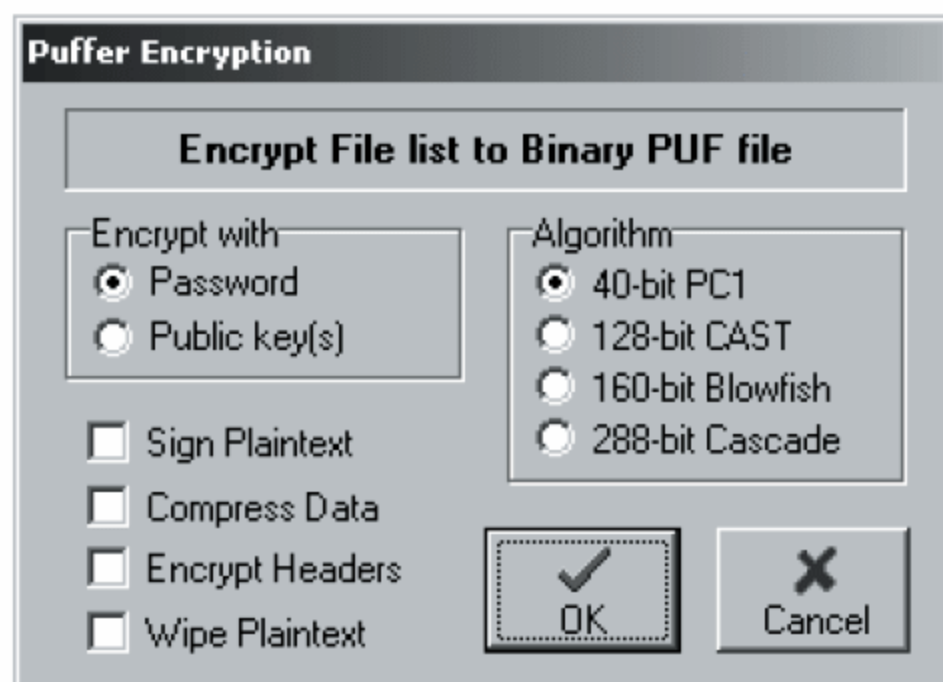 Puffer Encryption
Encrypt File list to Binary PUF file
Encrypt with
Password
Public key(s)
Algorithm
40-bit PC1
128-bit CAST
160-bit Blowfish
288-bit Cascade
Sign Plaintext
Compress Data
Encrypt Headers
Wipe Plaintext
OK
Cancel